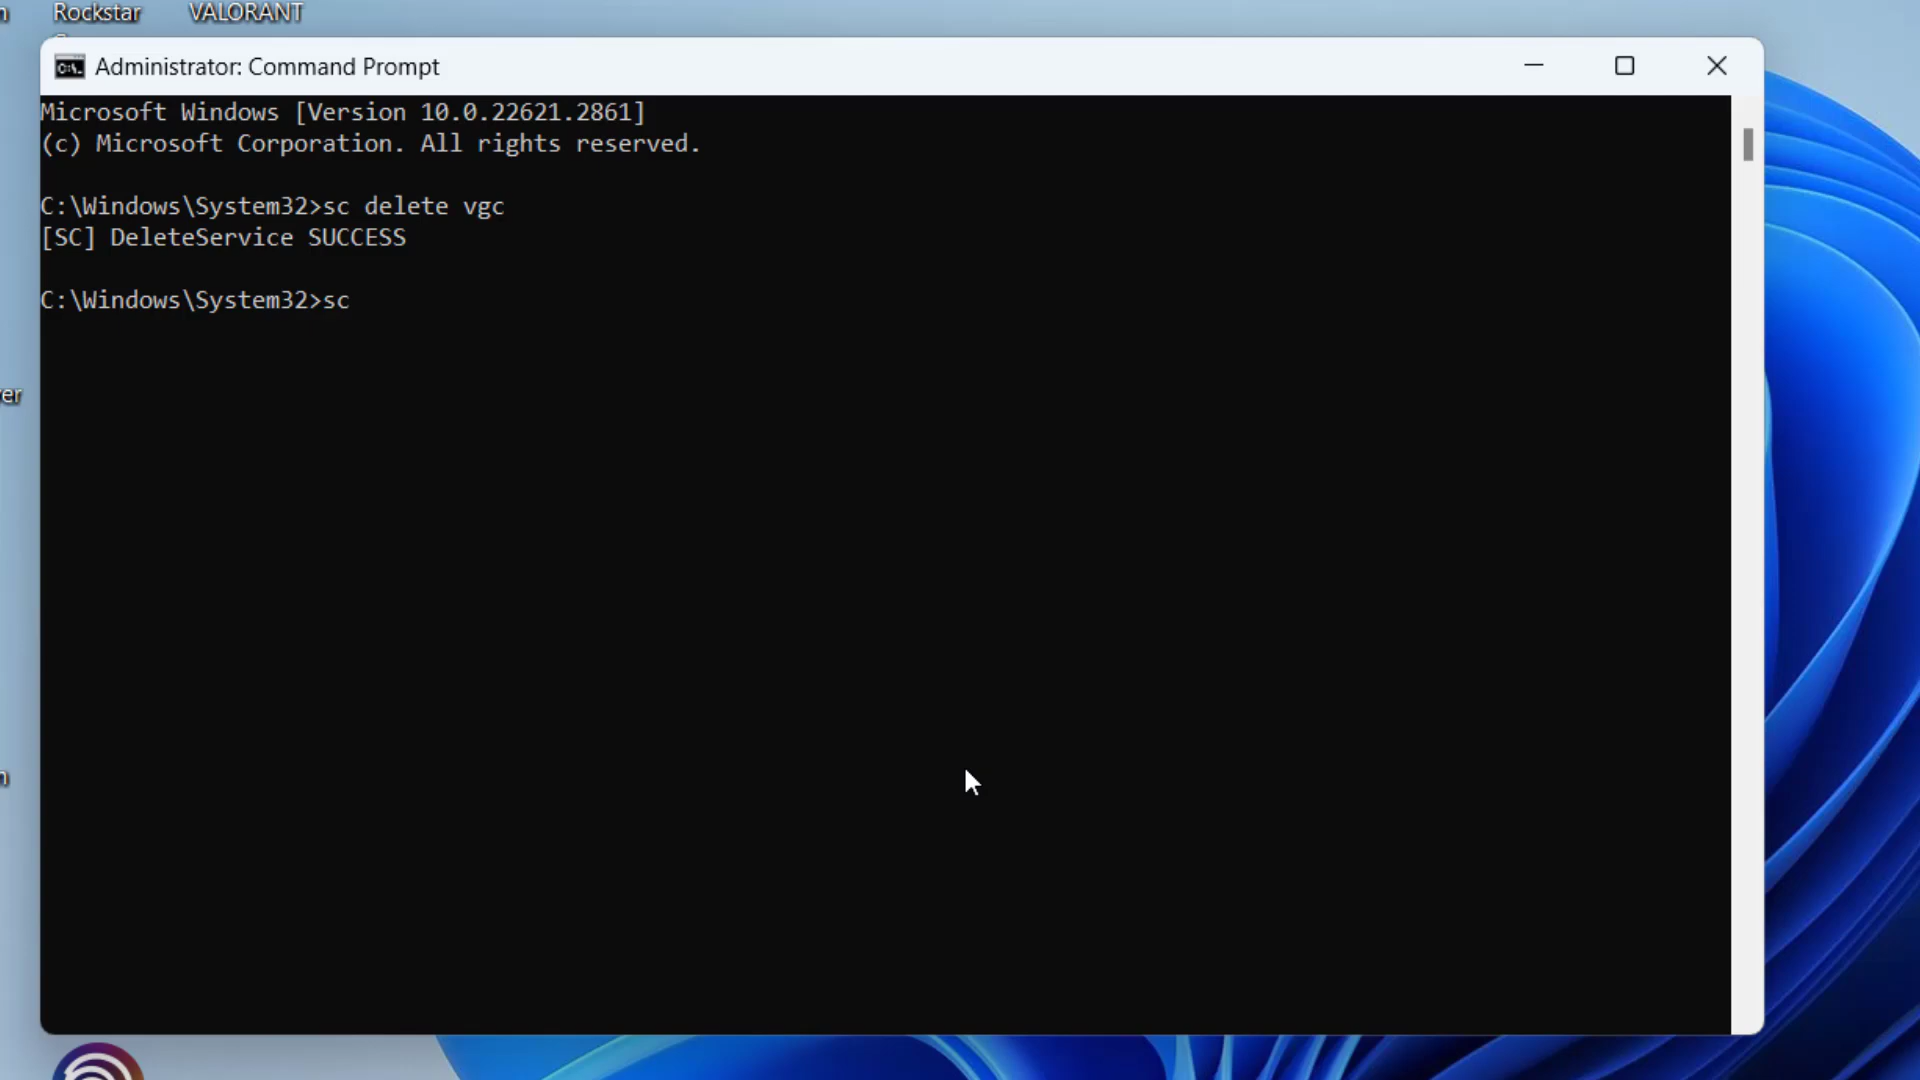 Rockstar
VALORANT
Administrator: Command Prompt
Microsoft Windows [Version 10.0.22621.2861]
(c) Microsoft Corporation. All rights reserved.
C:\Windows\System32>sc delete vgc
[SC] DeleteService SUCCESS
C:\Windows\System32>sc
er